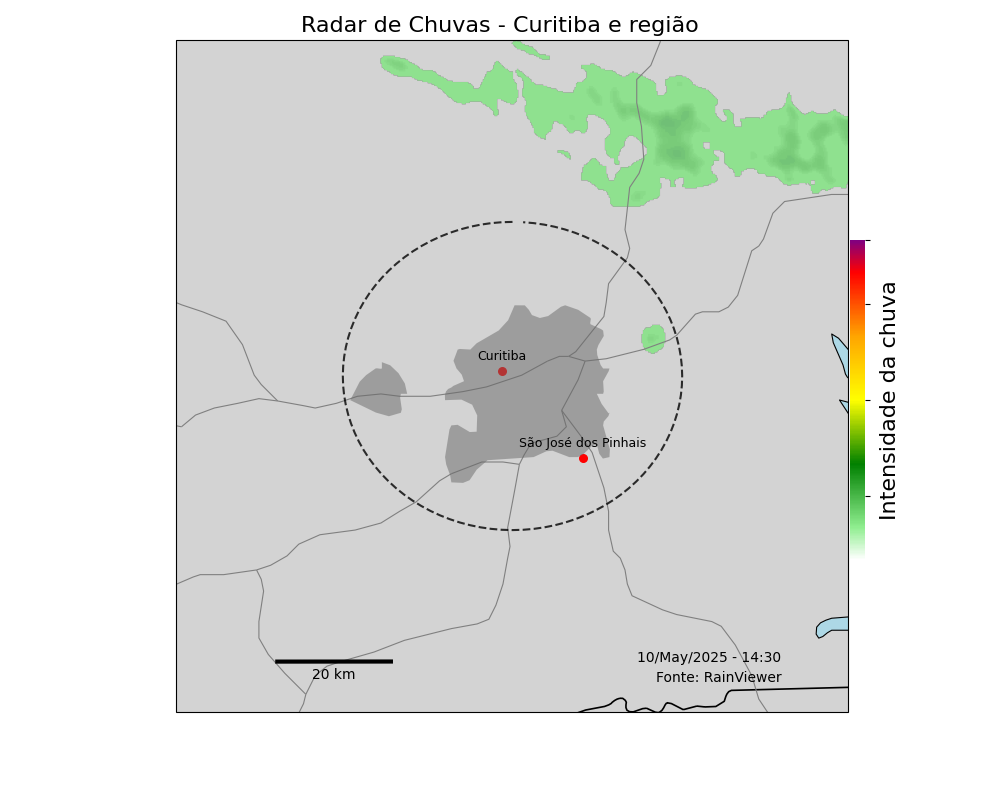 Radar de Chuvas - Curitiba e região
Curitiba
São José dos Pinhais
Intensidade da chuva
20 km
10/May/2025 - 14:30
Fonte: RainViewer